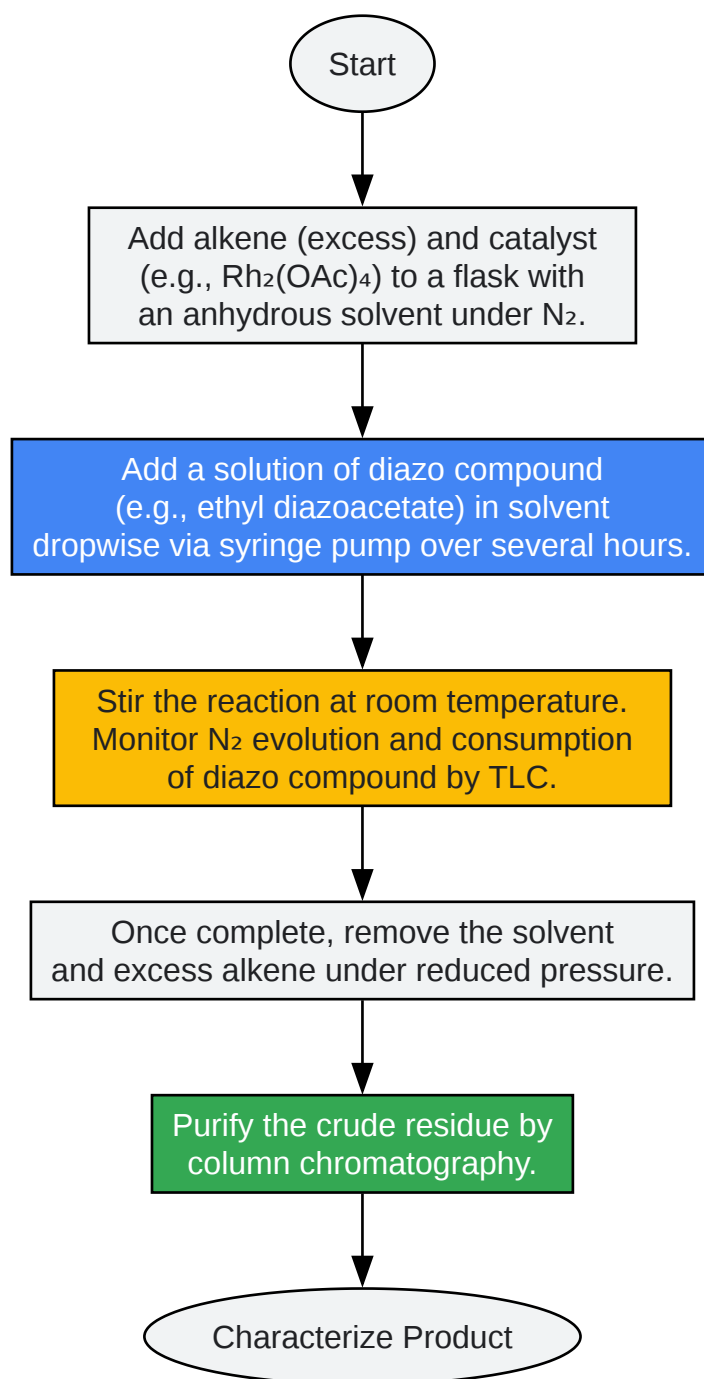 Start
Add alkene (excess) and catalyst
(e.g., Rh₂(OAc)₄) to a flask with
an anhydrous solvent under N₂.
Add a solution of diazo compound
(e.g., ethyl diazoacetate) in solvent
dropwise via syringe pump over several hours.
Stir the reaction at room temperature.
Monitor N₂ evolution and consumption
of diazo compound by TLC.
Once complete, remove the solvent
and excess alkene under reduced pressure.
Purify the crude residue by
column chromatography.
Characterize Product